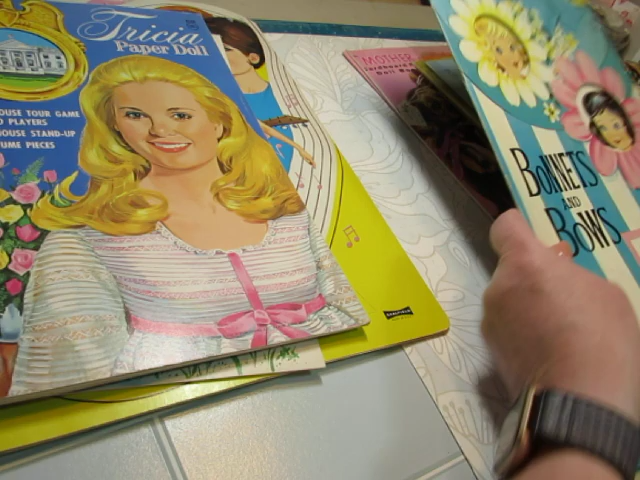 Tricia
Paper Doll
OUSE TOUR GAME
PLAYERS
OUSE STAND-UP
UME PIECES
MOTHER
BONNETS
AND
BOWS